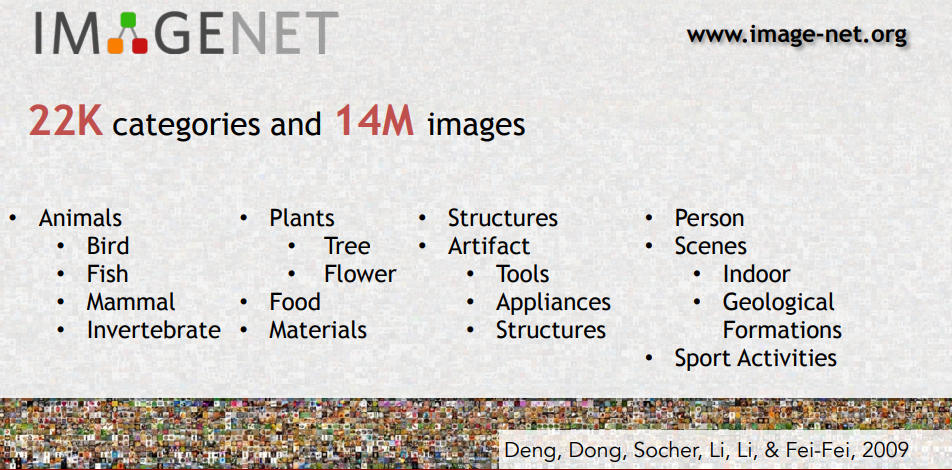 IMAGENET
www.image-net.org
22K categories and 14M images
• Animals
• Bird
• Fish
• Mammal
• Invertebrate
• Plants
• Tree
• Flower
• Food
• Materials
• Structures
• Artifact
• Tools
• Appliances
• Structures
• Person
• Scenes
• Indoor
• Geological
Formations
• Sport Activities
Deng, Dong, Socher, Li, Li, & Fei-Fei, 2009